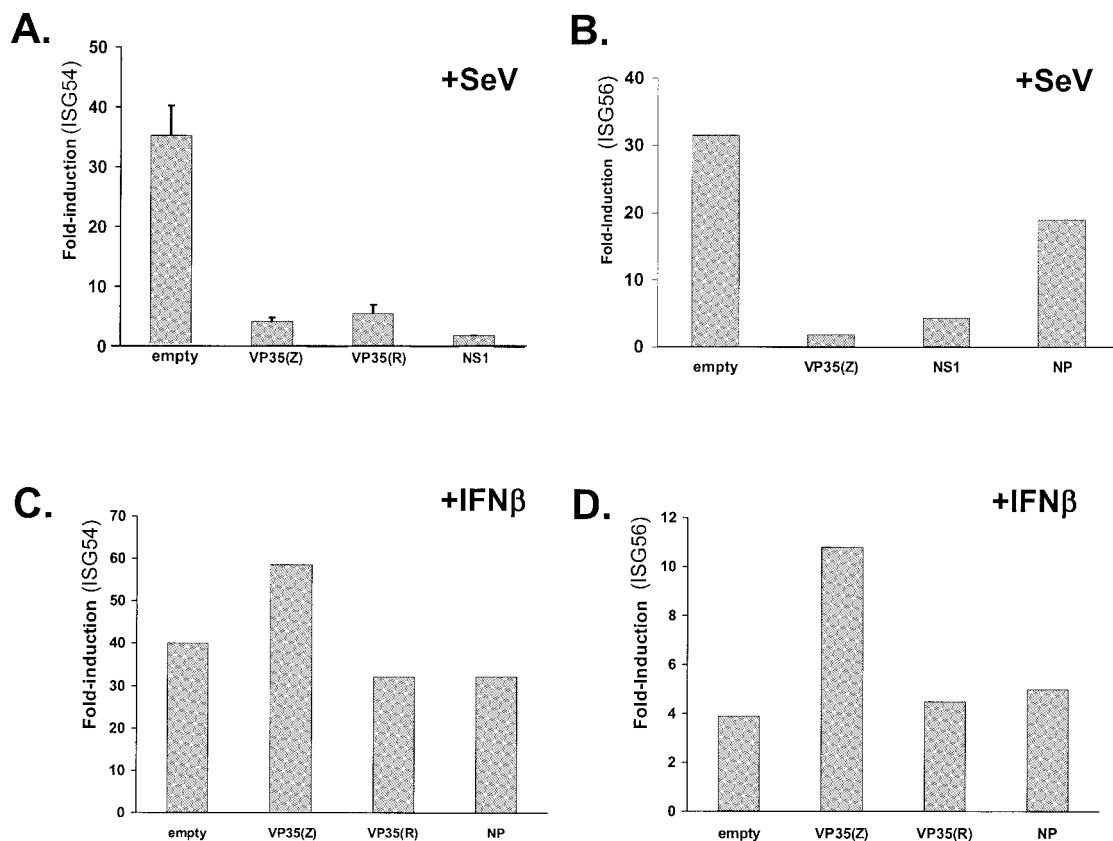 A.
+SeV
Fold-induction (ISG54)
50
40
30
20
10
0
empty VP35(Z) VP35(R) NS1
B.
+SeV
Fold-Induction (ISG56)
40
30
20
10
0
empty VP35(Z) NS1 NP
C.
+IFNβ
Fold-induction (ISG54)
70
60
50
40
30
20
10
0
empty VP35(Z) VP35(R) NP
D.
+IFNβ
Fold-Induction (ISG56)
12
10
8
6
4
2
0
empty VP35(Z) VP35(R) NP